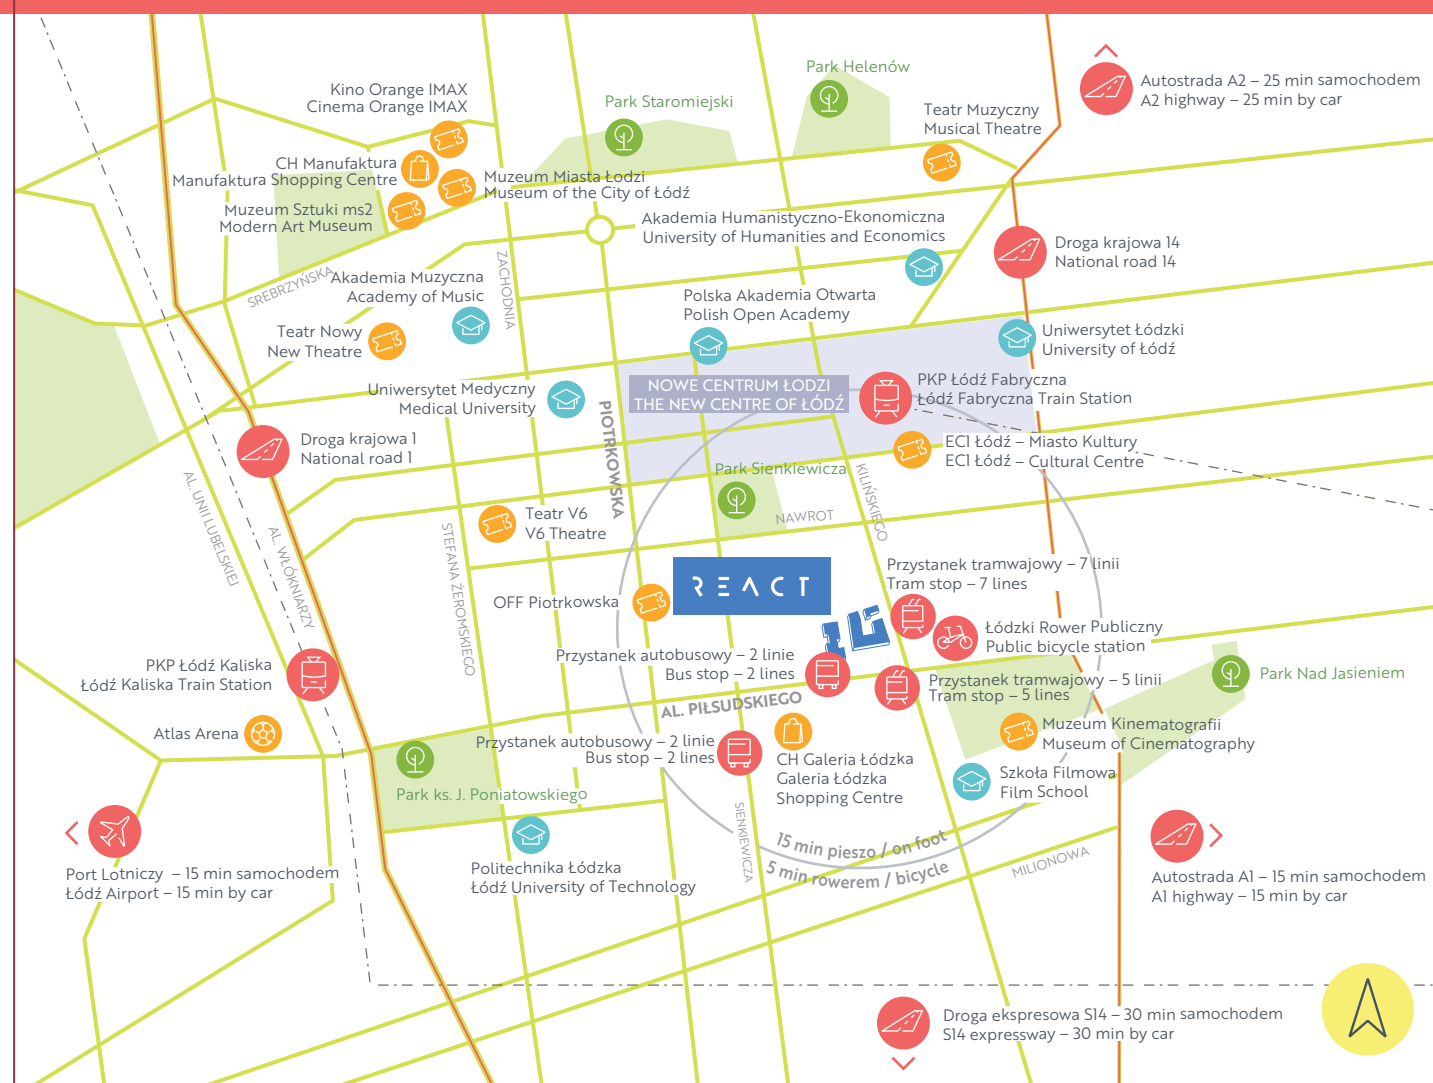 Park Helenów
Autostrada A2 – 25 min samochodem
A2 highway – 25 min by car
Kino Orange IMAX
Cinema Orange IMAX
Park Staromiejski
Teatr Muzyczny
Musical Theatre
CH Manufaktura
Manufaktura Shopping Centre
Muzeum Miasta Łodzi
Museum of the City of Łódź
Muzeum Sztuki ms2
Modern Art Museum
Akademia Humanistyczno-Ekonomiczna
University of Humanities and Economics
Droga krajowa 14
National road 14
ZACHODNIA
SREBRZYŃSKA
Akademia Muzyczna
Academy of Music
Polska Akademia Otwarta
Polish Open Academy
Teatr Nowy
New Theatre
Uniwersytet Łódzki
University of Łódź
Uniwersytet Medyczny
Medical University
NOWE CENTRUM ŁODZI
THE NEW CENTRE OF ŁÓDŹ
PKP Łódź Fabryczna
Łódź Fabryczna Train Station
PIOTRKOWSKA
Droga krajowa 1
National road 1
ECI Łódź – Miasto Kultury
ECI Łódź – Cultural Centre
Park Sienkiewicza
KILIŃSKIEGO
AL. UNII LUBELSKIEJ
Teatr V6
V6 Theatre
NAWROT
AL. WŁÓKNIARZY
STEFANA ŻEROMSKIEGO
Przystanek tramwajowy – 7 linii
Tram stop – 7 lines
REACT
OFF Piotrkowska
Łódzki Rower Publiczny
Public bicycle station
Przystanek autobusowy – 2 linie
Bus stop – 2 lines
PKP Łódź Kaliska
Łódź Kaliska Train Station
Przystanek tramwajowy – 5 linii
Tram stop – 5 lines
Park Nad Jasieniem
AL. PIŁSUDSKIEGO
Atlas Arena
Przystanek autobusowy – 2 linie
Bus stop – 2 lines
Muzeum Kinematografii
Museum of Cinematography
CH Galeria Łódzka
Galeria Łódzka
Shopping Centre
Szkoła Filmowa
Film School
Park ks. J. Poniatowskiego
SIENKIEWICZA
15 min pieszo / on foot
5 min rowerem / bicycle
MILIONOWA
Port Lotniczy – 15 min samochodem
Łódź Airport – 15 min by car
Politechnika Łódzka
Łódź University of Technology
Autostrada A1 – 15 min samochodem
A1 highway – 15 min by car
Droga ekspresowa S14 – 30 min samochodem
S14 expressway – 30 min by car